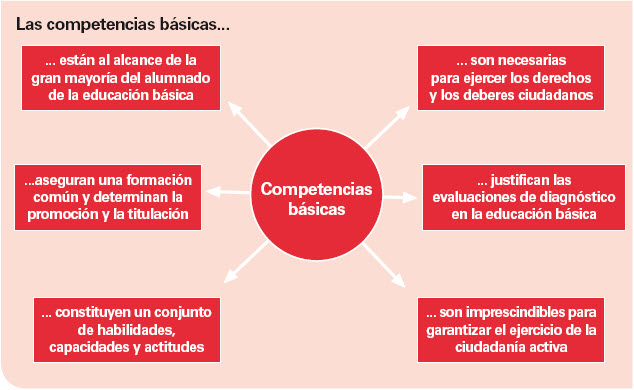 Las competencias básicas...
... están al alcance de la
gran mayoría del alumnado
de la educación básica
... son necesarias
para ejercer los derechos
y los deberes ciudadanos
...aseguran una formación
común y determinan la
promoción y la titulación
Competencias
básicas
... justifican las
evaluaciones de diagnóstico
en la educación básica
... constituyen un conjunto
de habilidades,
capacidades y actitudes
... son imprescindibles para
garantizar el ejercicio de la
ciudadanía activa